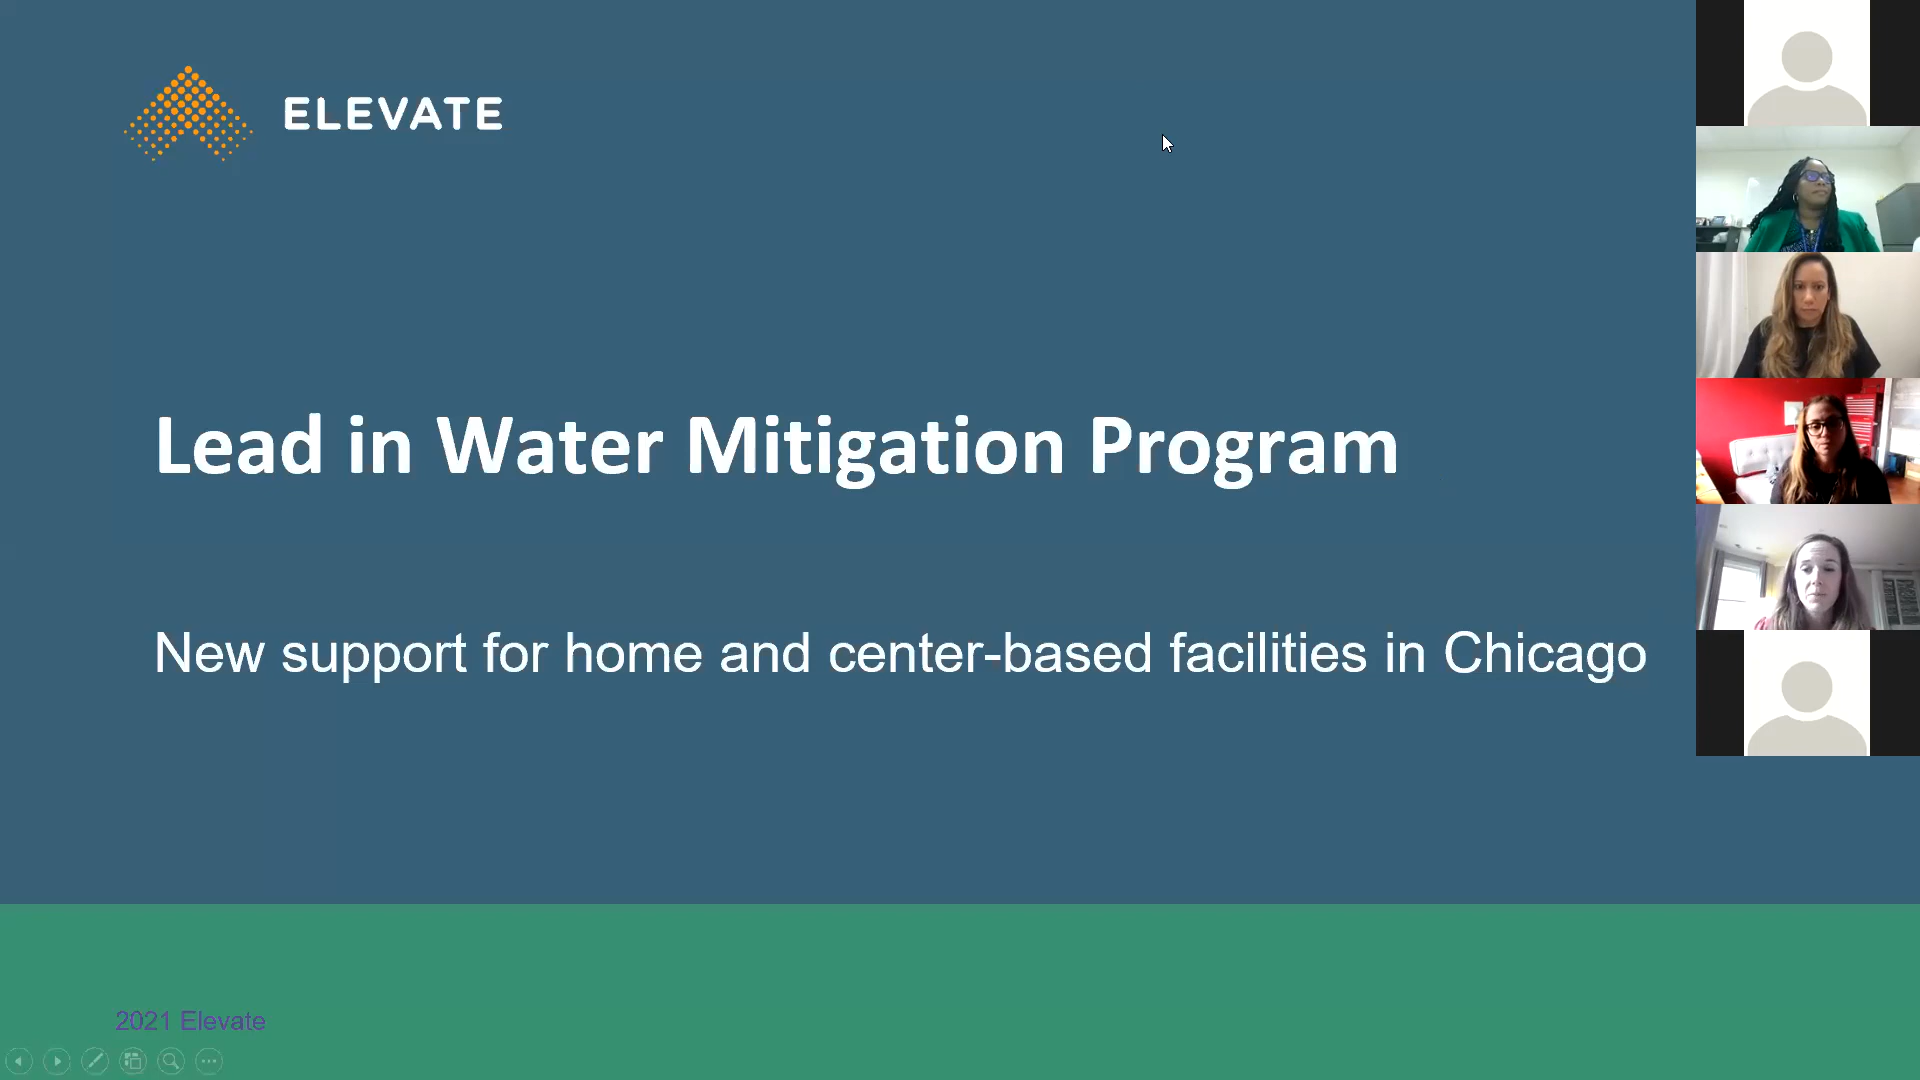 ELEVATE
Lead in Water Mitigation Program
New support for home and center-based facilities in Chicago
2021 Elevate